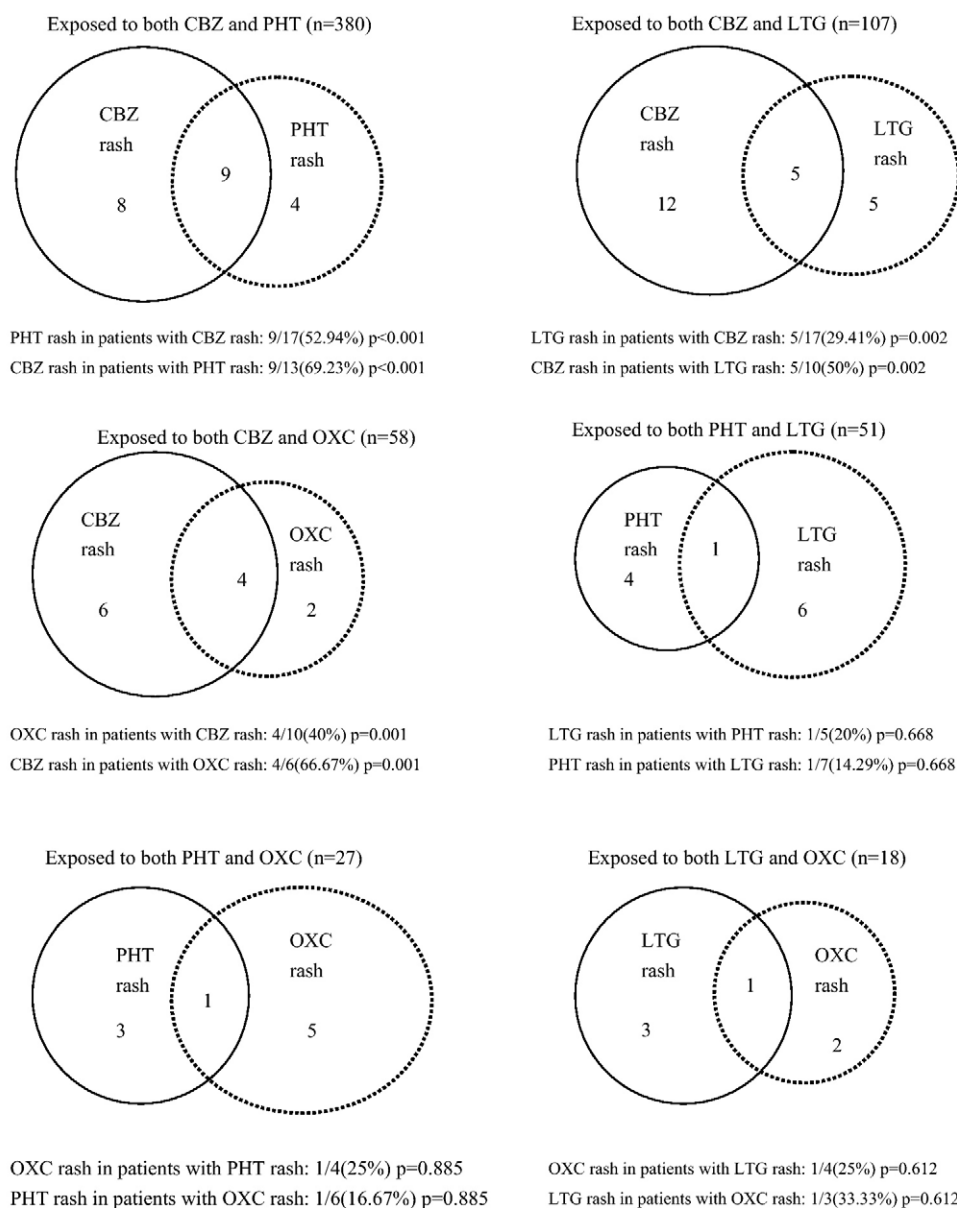 Exposed to both CBZ and PHT (n=380)
CBZ
rash
8
9
PHT
rash
4
PHT rash in patients with CBZ rash: 9/17(52.94%) p<0.001
CBZ rash in patients with PHT rash: 9/13(69.23%) p<0.001
Exposed to both CBZ and LTG (n=107)
CBZ
rash
12
5
LTG
rash
5
LTG rash in patients with CBZ rash: 5/17(29.41%) p=0.002
CBZ rash in patients with LTG rash: 5/10(50%) p=0.002
Exposed to both CBZ and OXC (n=58)
CBZ
rash
6
4
OXC
rash
2
OXC rash in patients with CBZ rash: 4/10(40%) p=0.001
CBZ rash in patients with OXC rash: 4/6(66.67%) p=0.001
Exposed to both PHT and LTG (n=51)
PHT
rash
4
1
LTG
rash
6
LTG rash in patients with PHT rash: 1/5(20%) p=0.668
PHT rash in patients with LTG rash: 1/7(14.29%) p=0.668
Exposed to both PHT and OXC (n=27)
PHT
rash
3
1
OXC
rash
5
OXC rash in patients with PHT rash: 1/4(25%) p=0.885
PHT rash in patients with OXC rash: 1/6(16.67%) p=0.885
Exposed to both LTG and OXC (n=18)
LTG
rash
3
1
OXC
rash
2
OXC rash in patients with LTG rash: 1/4(25%) p=0.612
LTG rash in patients with OXC rash: 1/3(33.33%) p=0.612